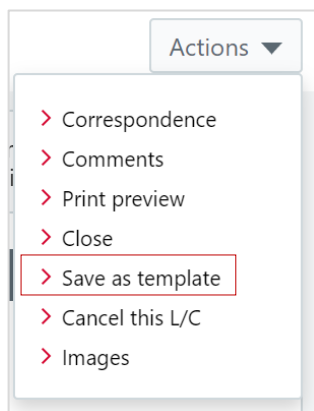 Actions
Correspondence
Comments
Print preview
Close
Save as template
Cancel this L/C
Images